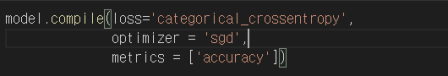 model.compile(loss='categorical_crossentropy',
optimizer = 'sgd',
metrics = ['accuracy'])